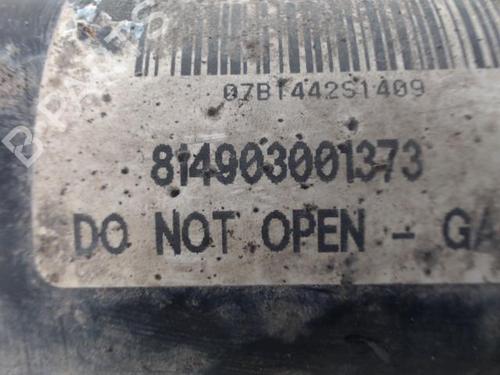 07B1442S1409
814903001373
DO NOT OPEN - GA